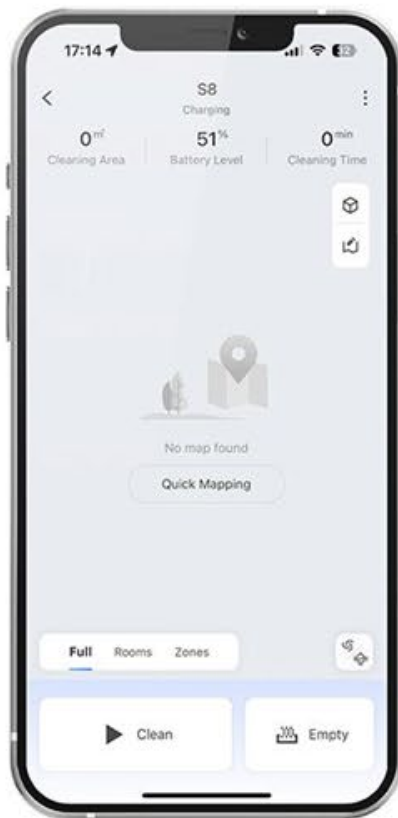 17:14
S8
Charging
0㎡ 51% 0min
Cleaning Area Battery Level Cleaning Time
No map found
Quick Mapping
Full Rooms Zones
Clean Empty